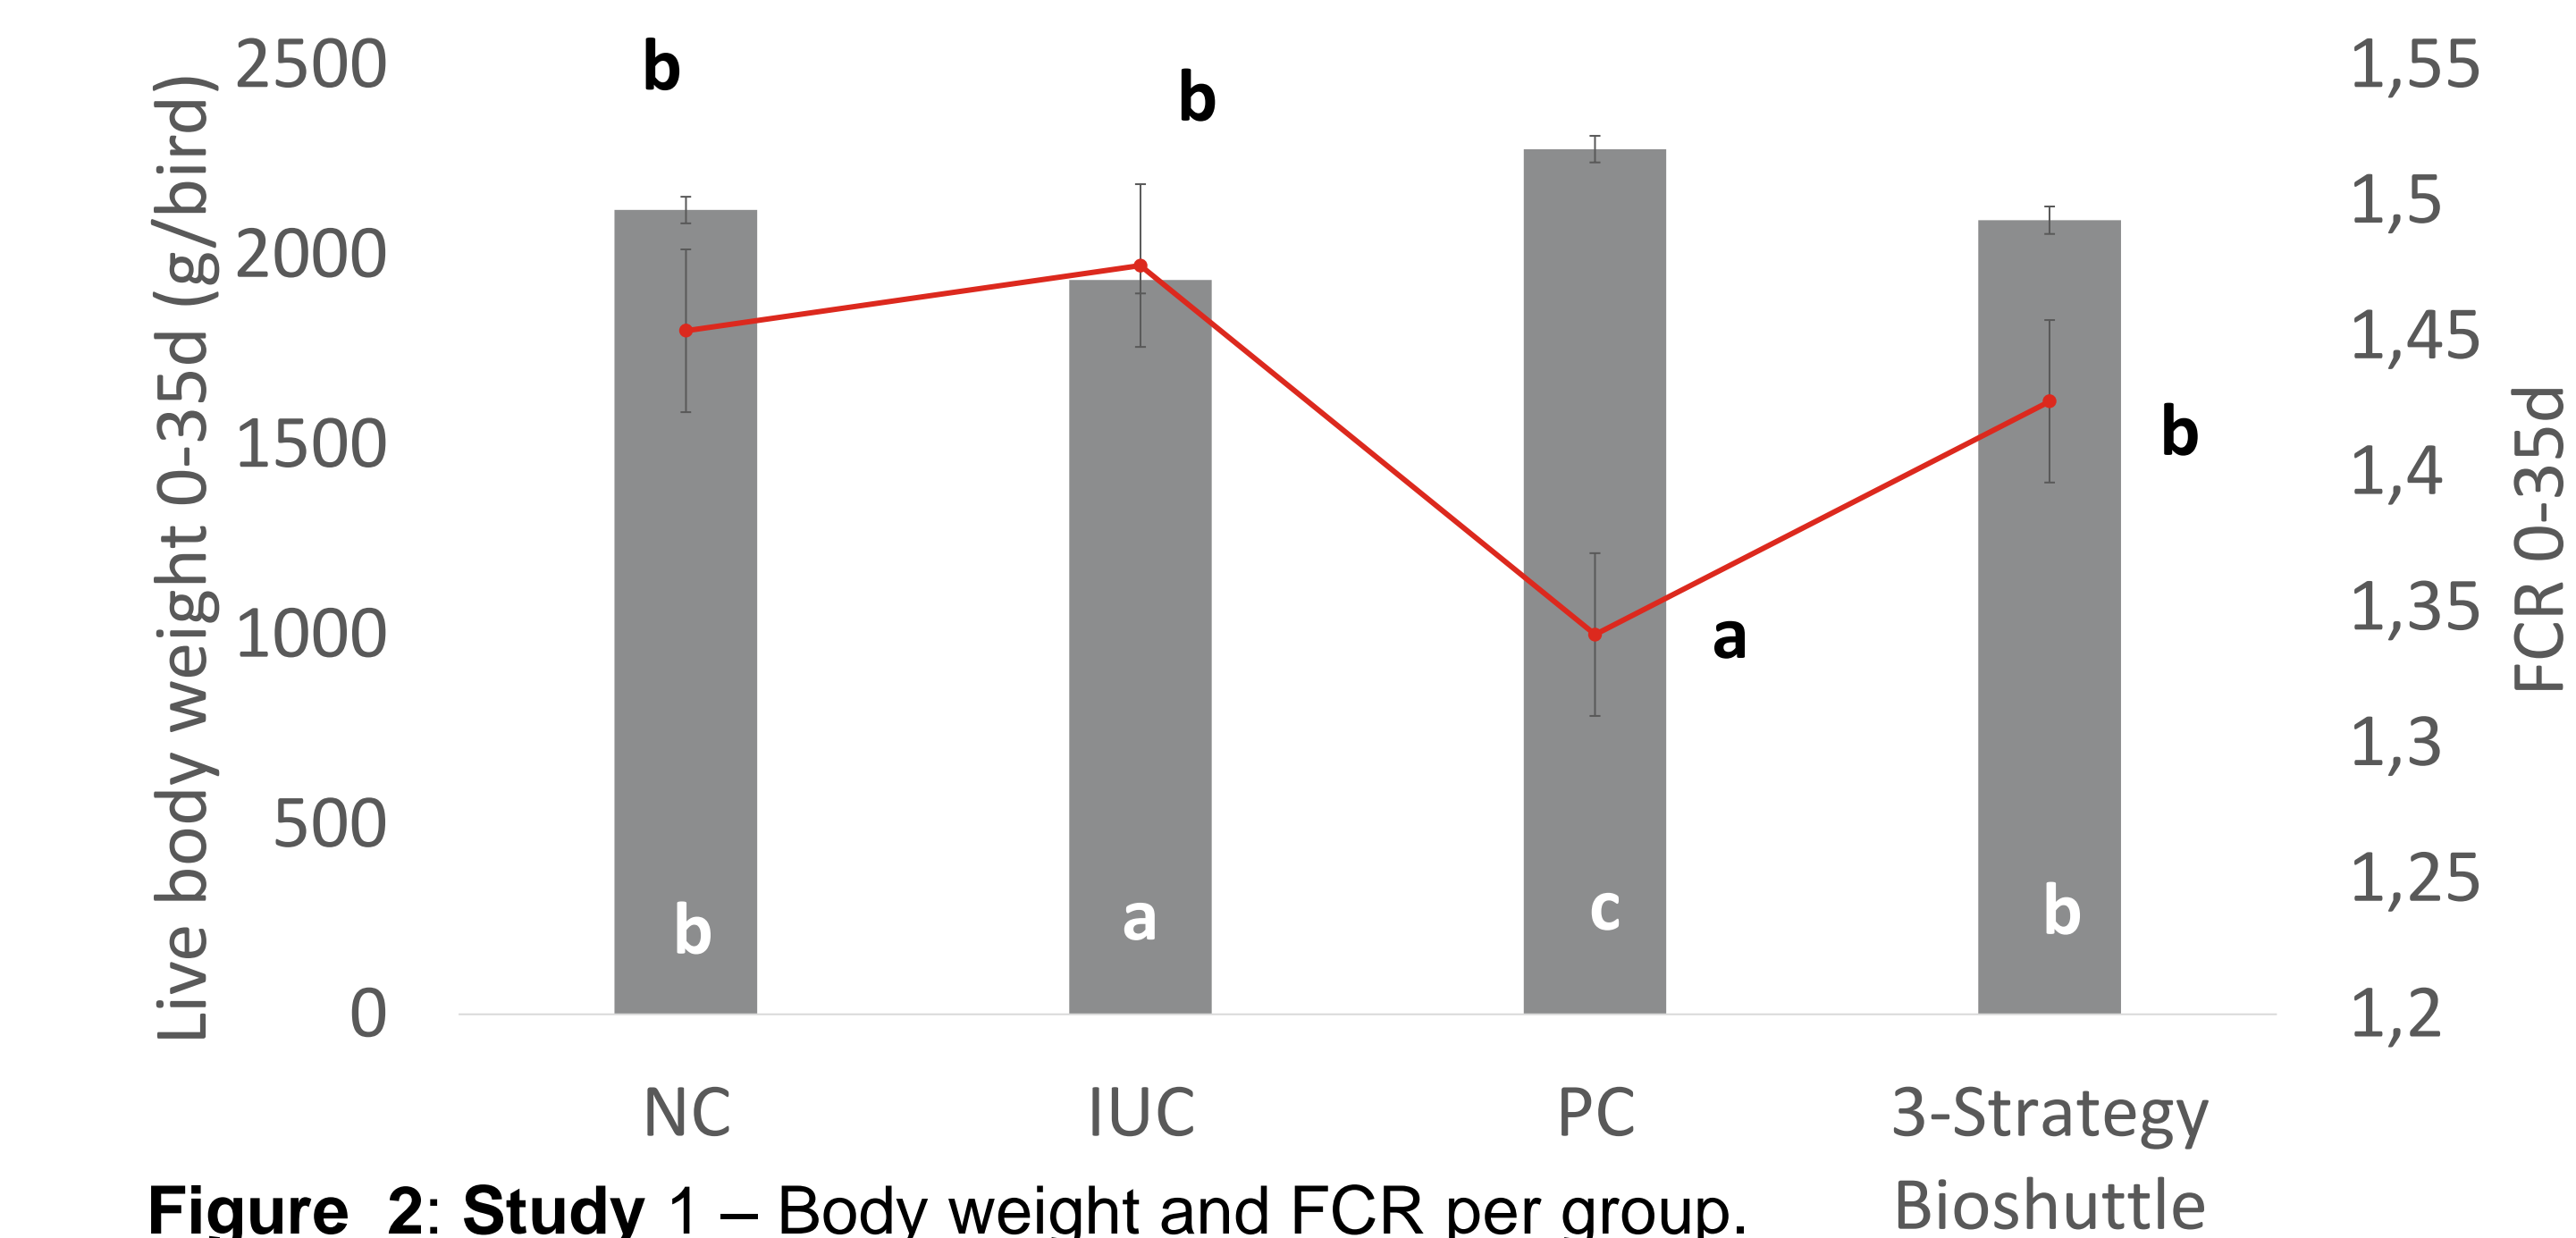 Live body weight 0-35d (g/bird)
2500
2000
1500
1000
500
0
b
b
a
b
b
a
c
b
1,55
1,5
1,45
1,4
1,35
1,3
1,25
1,2
FCR 0-35d
NC
IUC
PC
3-Strategy
Bioshuttle
Figure 2: Study 1 – Body weight and FCR per group.